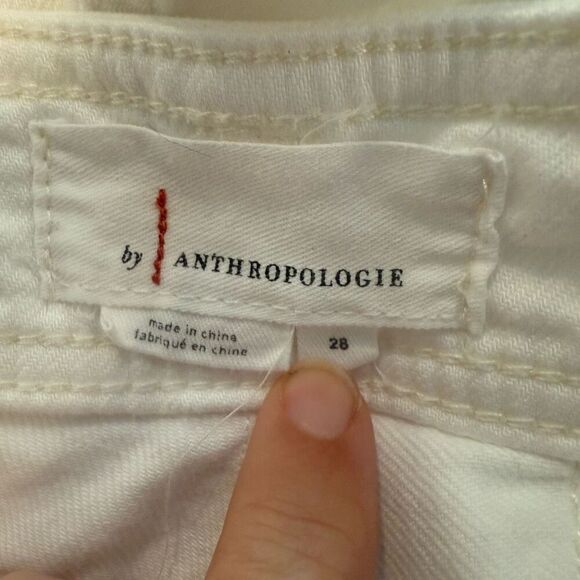 by ANTHROPOLOGIE
made in china
fabriqué en chine
28